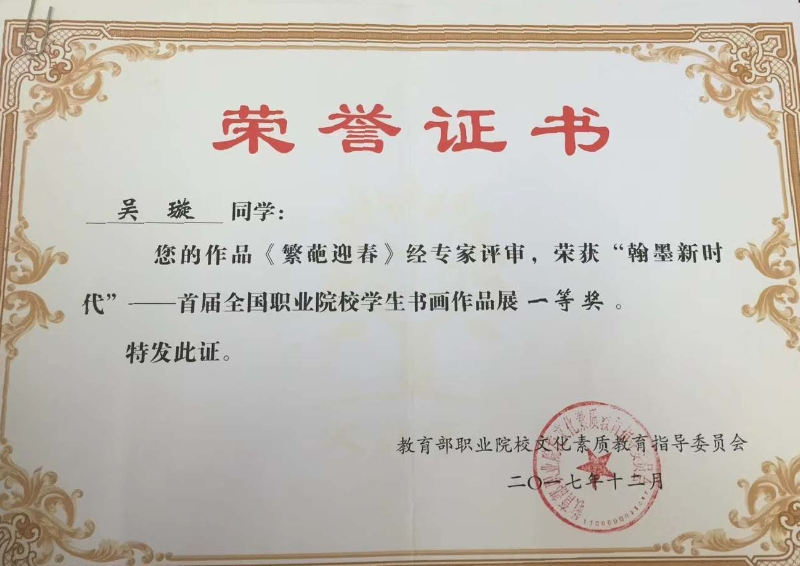 荣誉证书
吴 璇 同学：
您的作品《繁葩迎春》经专家评审，荣获“翰墨新时
代”——首届全国职业院校学生书画作品展 一等奖 。
特发此证。
教育部职业院校文化素质教育指导委员会
二〇一七年十二月